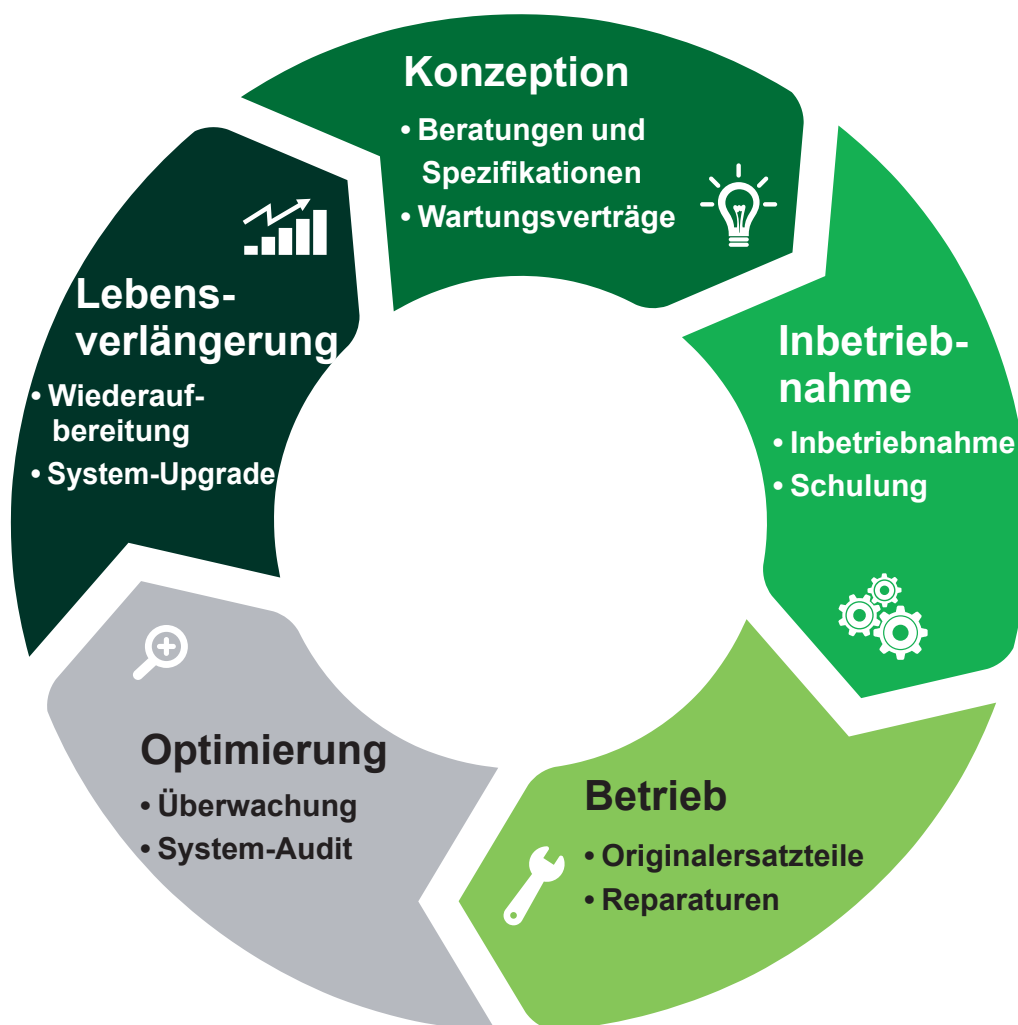 Konzeption
• Beratungen und
Spezifikationen
• Wartungsverträge
Inbetrieb-
nahme
• Inbetriebnahme
• Schulung
Betrieb
• Originalersatzteile
• Reparaturen
Optimierung
• Überwachung
• System-Audit
Lebens-
verlängerung
• Wiederauf-
bereitung
• System-Upgrade